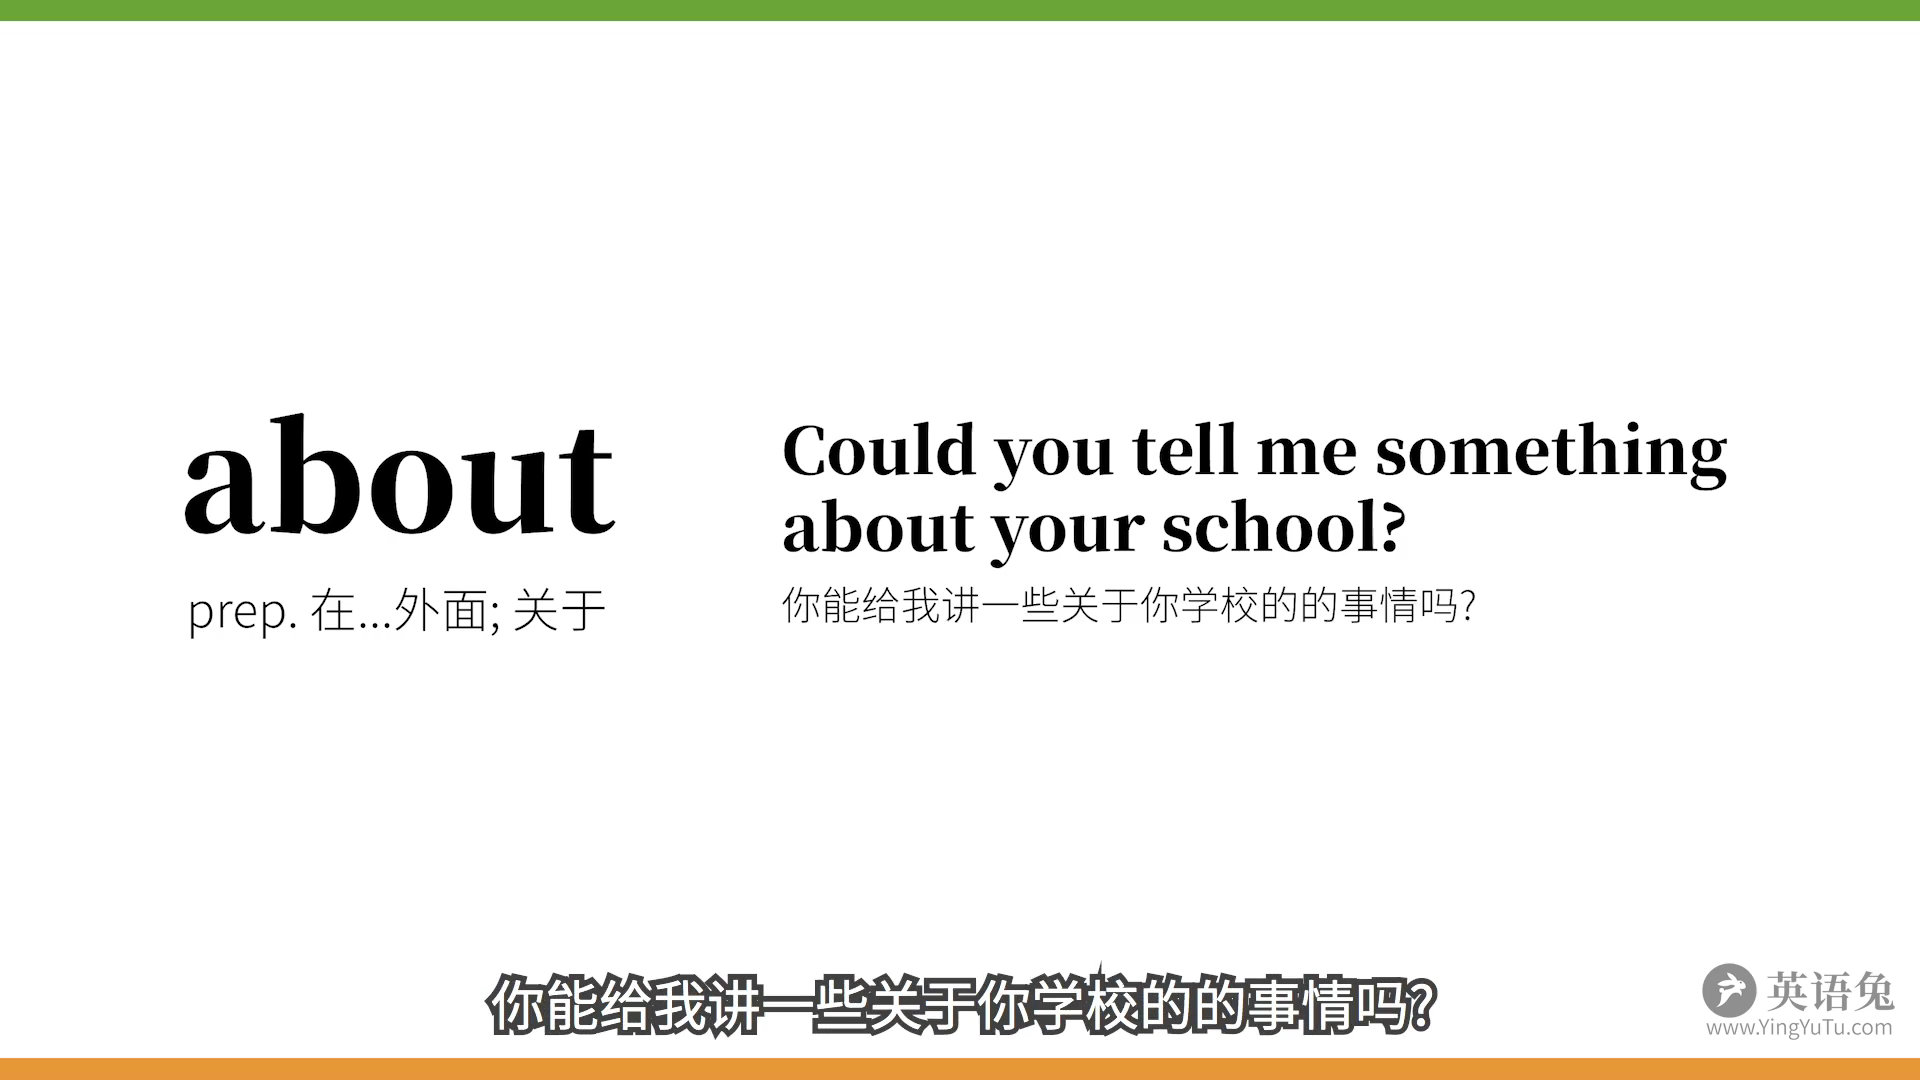 about
prep. 在...外面; 关于
Could you tell me something
about your school?
你能给我讲一些关于你学校的的事情吗?
你能给我讲一些关于你学校的的事情吗?
英语兔
www.YingYuTu.com